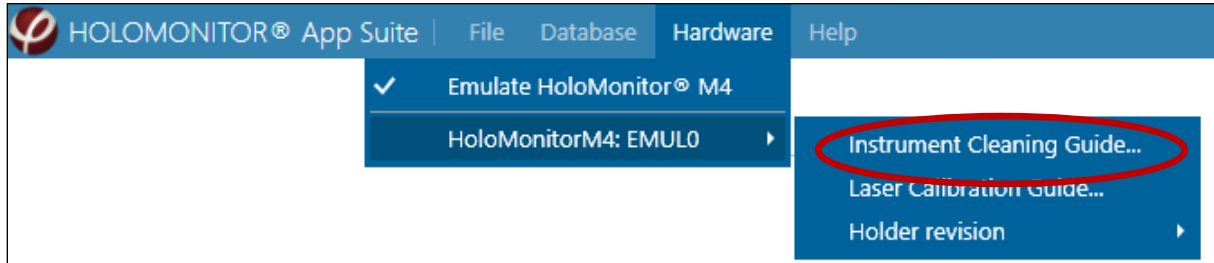 HOLOMONITOR® App Suite File Database Hardware Help
Emulate HoloMonitor® M4
HoloMonitorM4: EMUL0
Instrument Cleaning Guide...
Laser Calibration Guide...
Holder revision